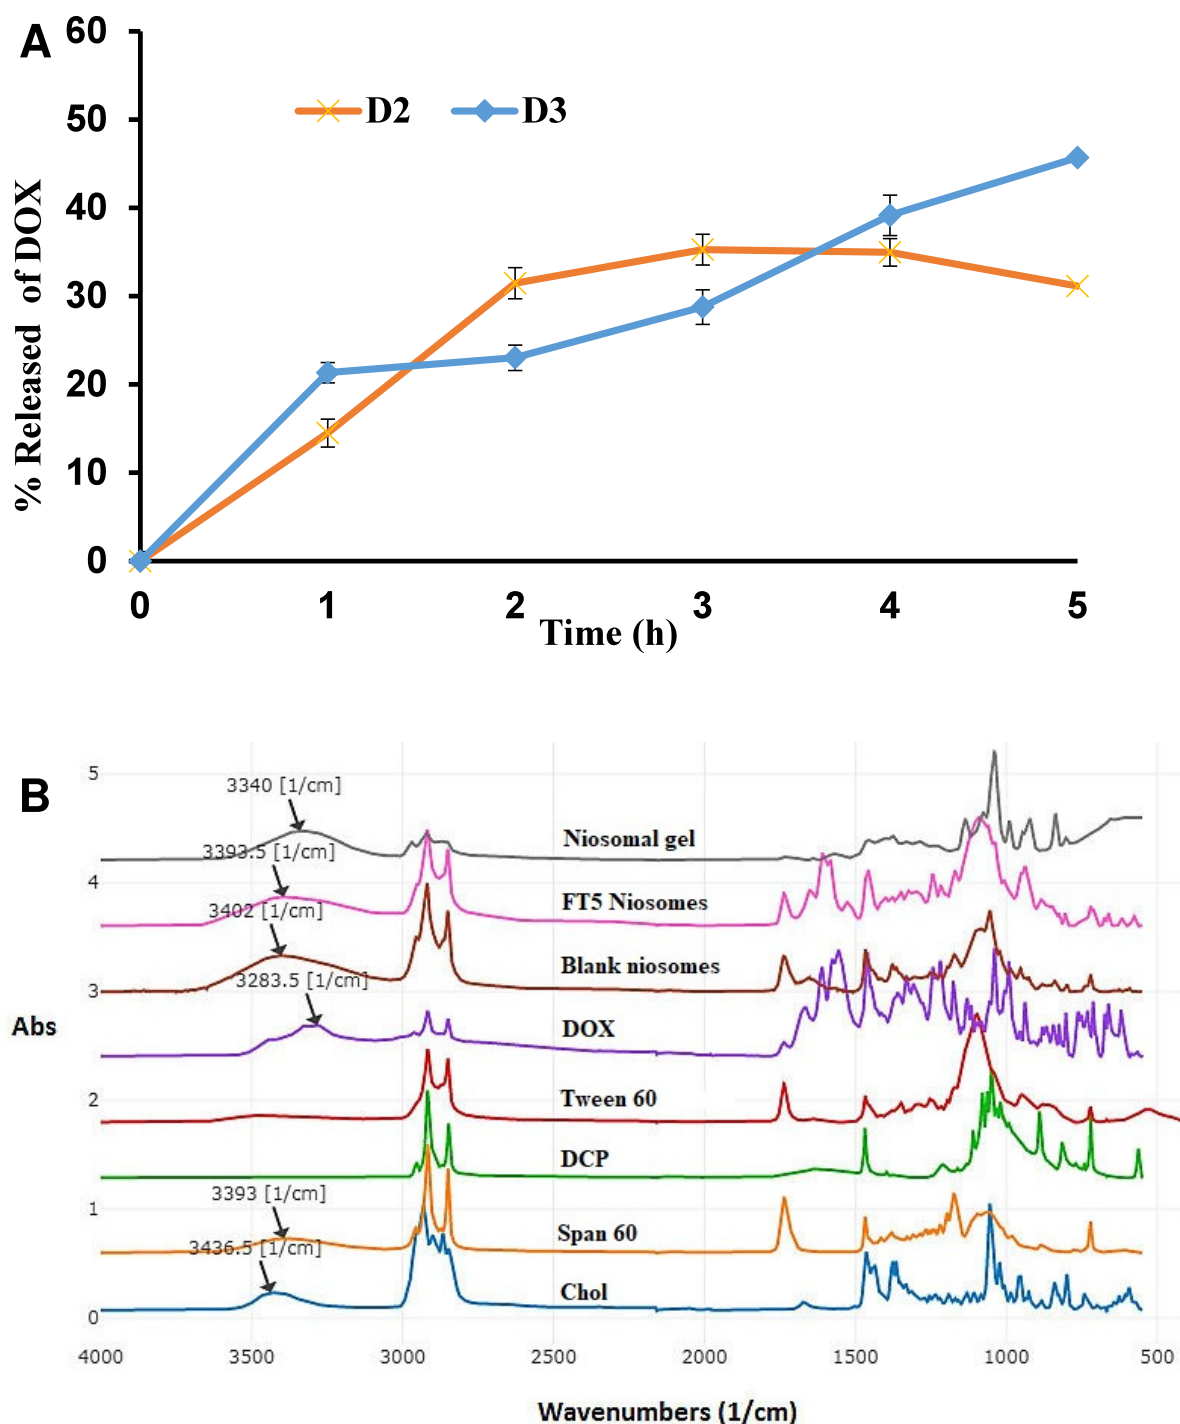 A
60
50
40
30
20
10
0
% Released of DOX
D2 D3
0 1 2 3 4 5
Time (h)
B
5
4
3
2
1
0
Abs
3340 [1/cm]
Niosomal gel
3393.5 [1/cm]
FT5 Niosomes
3402 [1/cm]
Blank niosomes
3283.5 [1/cm]
DOX
Tween 60
DCP
3393 [1/cm]
Span 60
3436.5 [1/cm]
Chol
4000 3500 3000 2500 2000 1500 1000 500
Wavenumbers (1/cm)